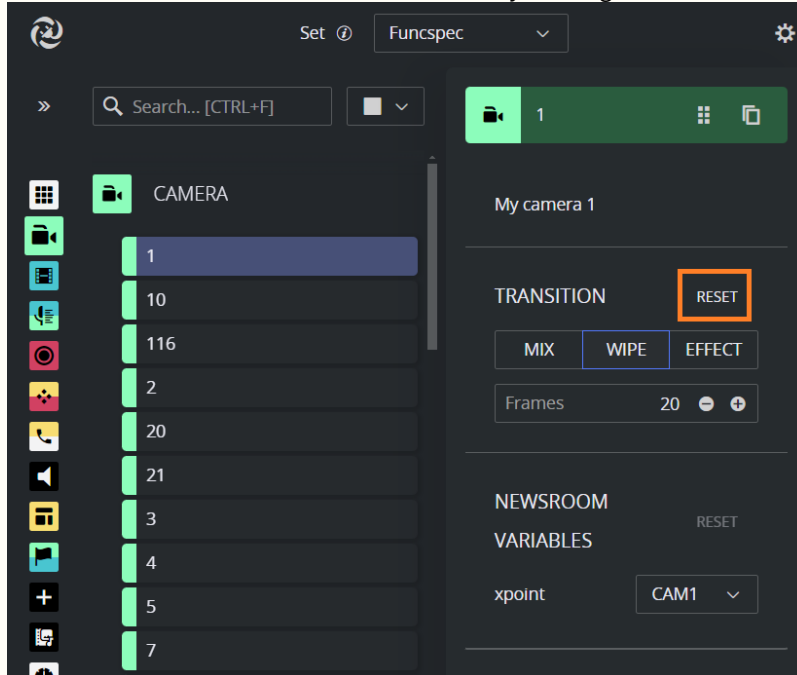 Set Funcspec
Search... [CTRL+F]
CAMERA
1
10
116
2
20
21
3
4
5
7
1
My camera 1
TRANSITION RESET
MIX WIPE EFFECT
Frames 20
NEWSROOM
VARIABLES
RESET
xpoint CAM1